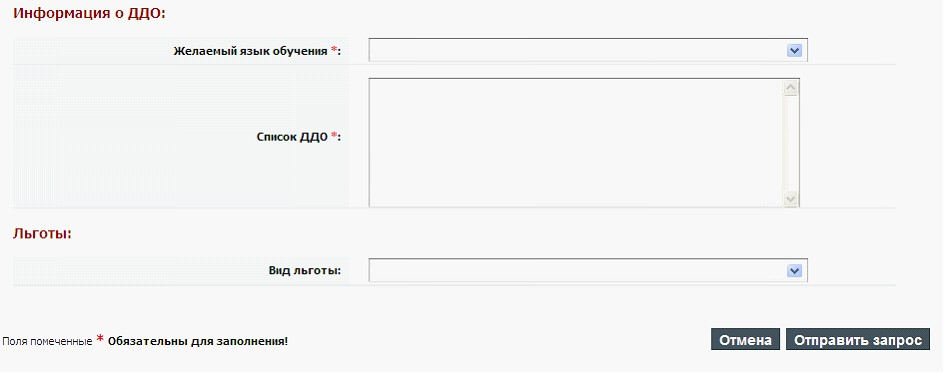 Информация о ДДО:
Желаемый язык обучения *:
Список ДДО *:
Льготы:
Вид льготы:
Поля помеченные * Обязательны для заполнения!
Отмена Отправить запрос